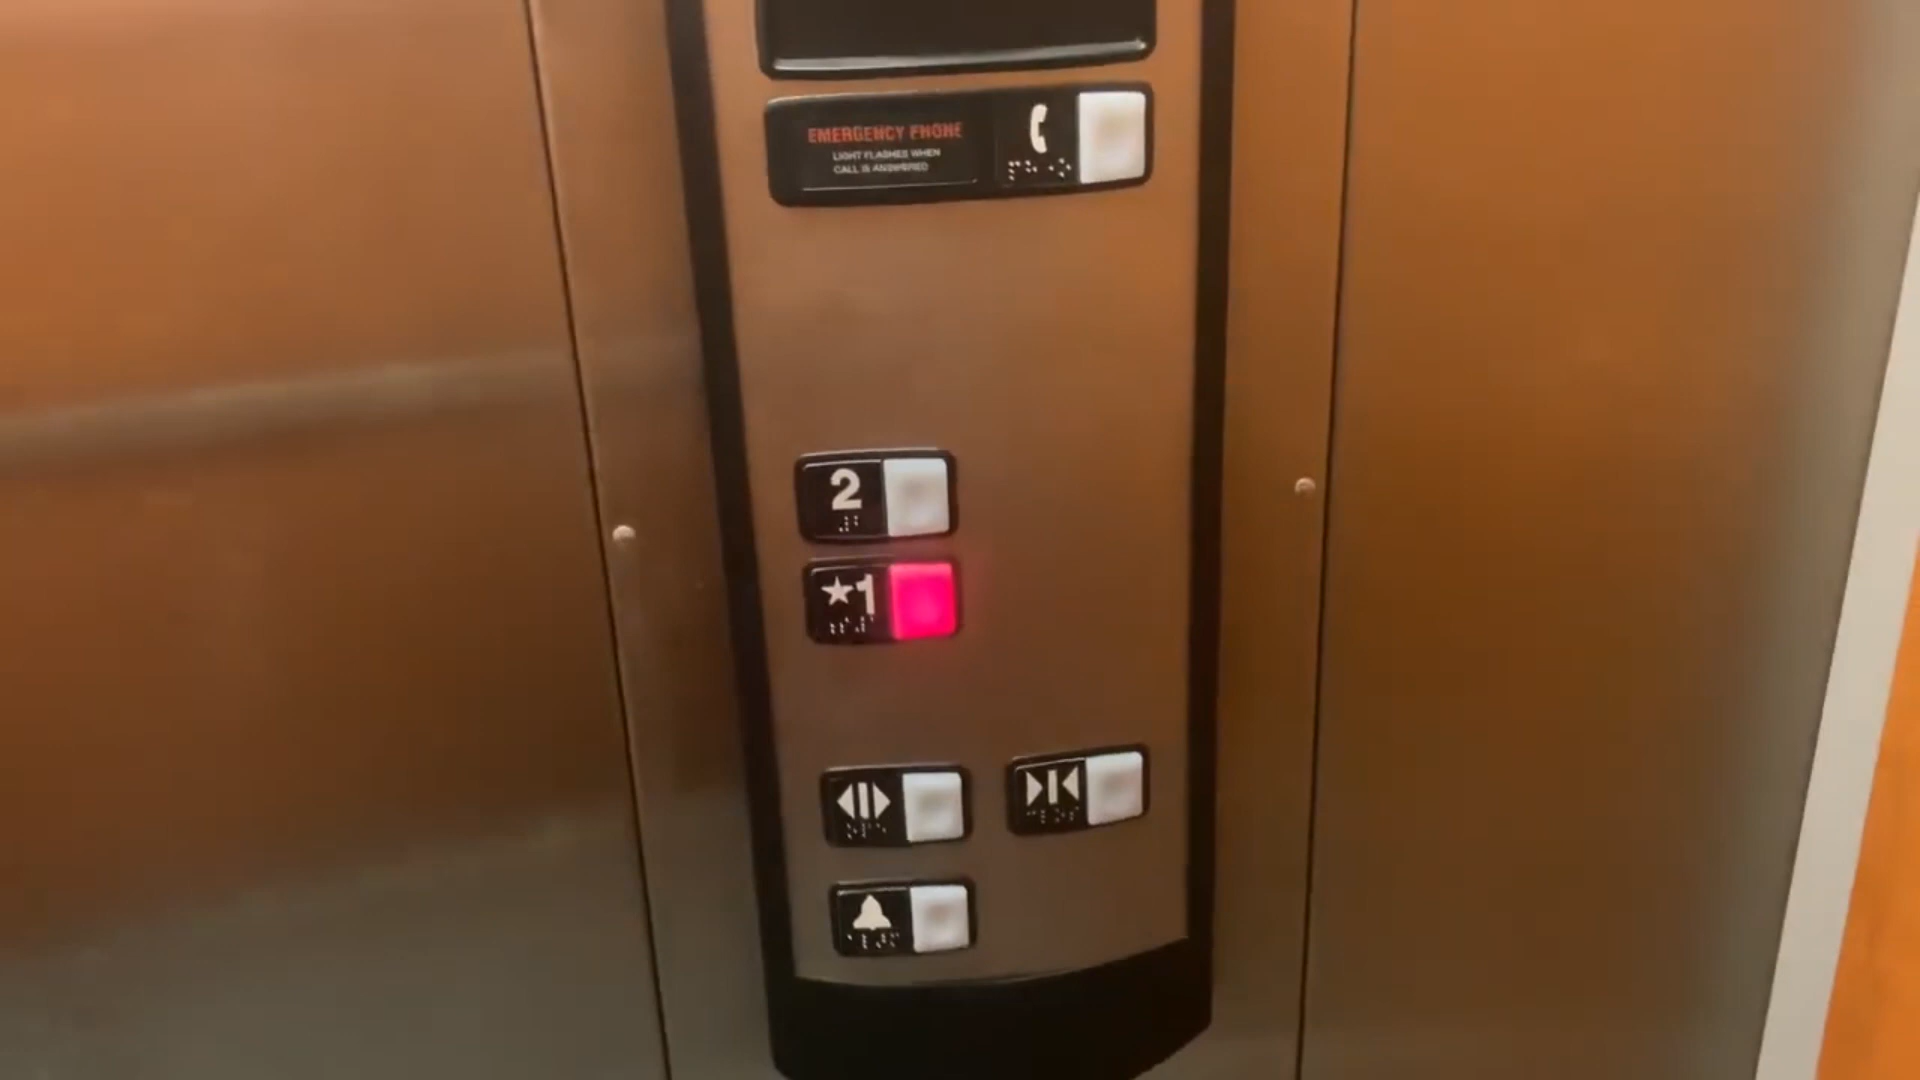 EMERGENCY PHONE
LIGHT FLASHES WHEN
CALL IS ANSWERED
2
★1